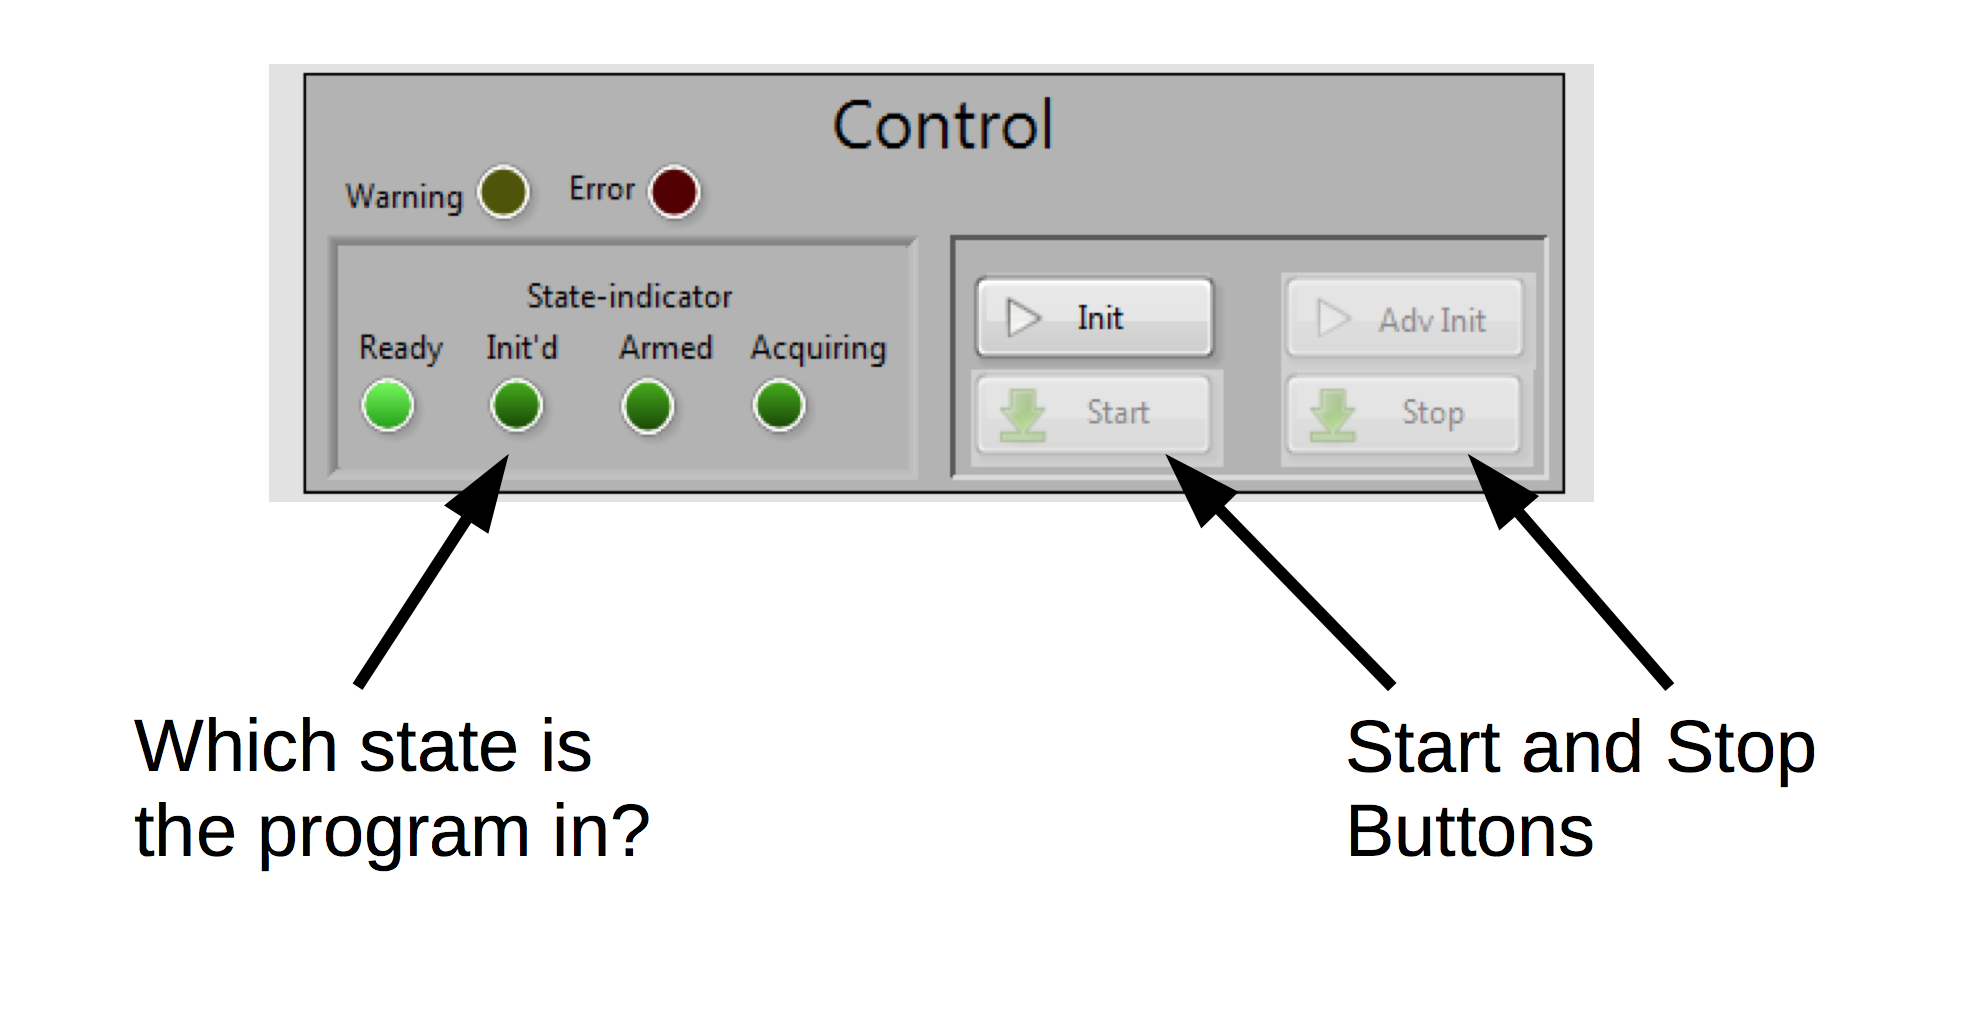 Control
Warning
Error
State-indicator
Ready Init'd Armed Acquiring
Init
Adv Init
Start
Stop
Which state is
the program in?
Start and Stop
Buttons